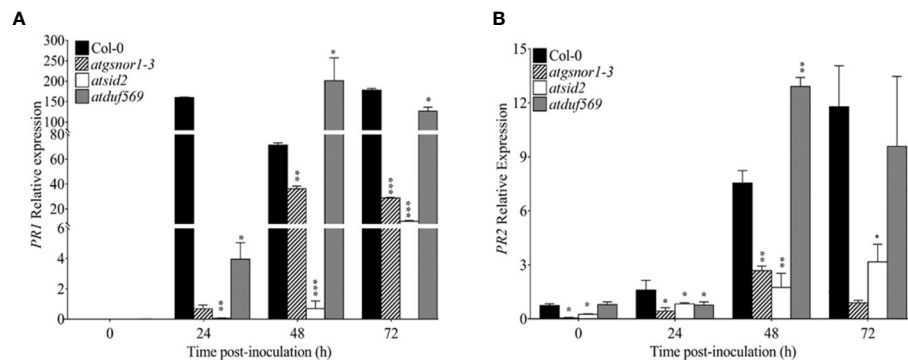 A
PR1 Relative expression
250
200
150
100
50
80
60
40
20
6
4
2
0
Col-0
atgsnor1-3
atsid2
atduf569
**
*
**
***
*
***
***
*
0 24 48 72
Time post-inoculation (h)
B
PR2 Relative Expression
15
12
9
6
3
0
Col-0
atgsnor1-3
atsid2
atduf569
* *
* * *
** ** **
*
0 24 48 72
Time post-inoculation (h)